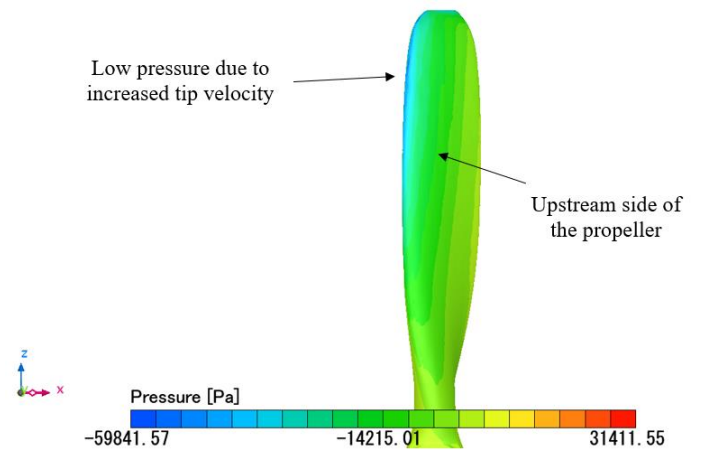 Low pressure due to
increased tip velocity
Upstream side of
the propeller
z
x
Pressure [Pa]
-59841.57 -14215.01 31411.55